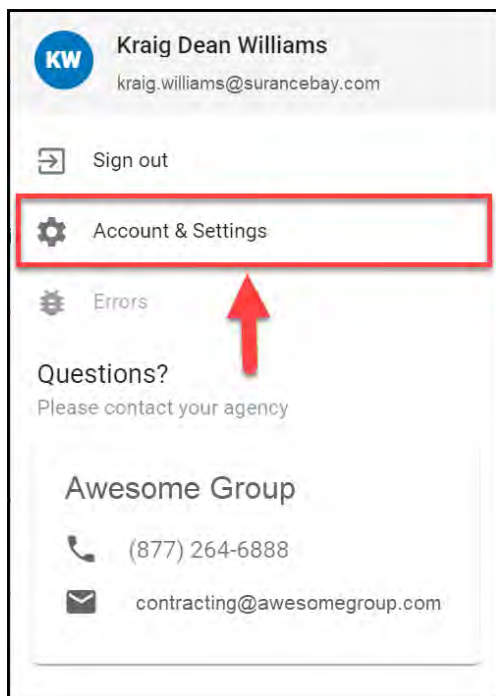 KW
Kraig Dean Williams
kraig.williams@surancebay.com
Sign out
Account & Settings
Errors
Questions?
Please contact your agency
Awesome Group
(877) 264-6888
contracting@awesomegroup.com